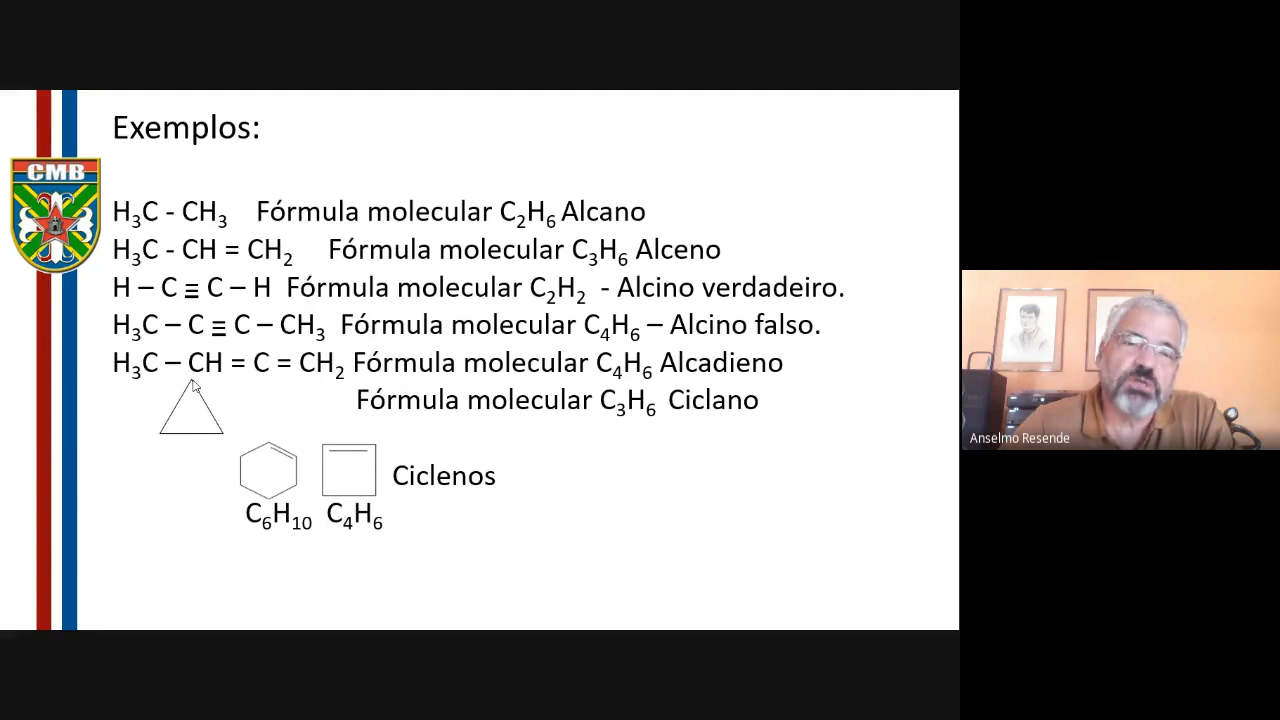 Exemplos:
CMB
H₃C - CH₃ Fórmula molecular C₂H₆ Alcano
H₃C - CH = CH₂ Fórmula molecular C₃H₆ Alceno
H – C ≡ C – H Fórmula molecular C₂H₂ - Alcino verdadeiro.
H₃C – C ≡ C – CH₃ Fórmula molecular C₄H₆ – Alcino falso.
H₃C – CH = C = CH₂ Fórmula molecular C₄H₆ Alcadieno
Fórmula molecular C₃H₆ Ciclano
Ciclenos
C₆H₁₀ C₄H₆
Anselmo Resende